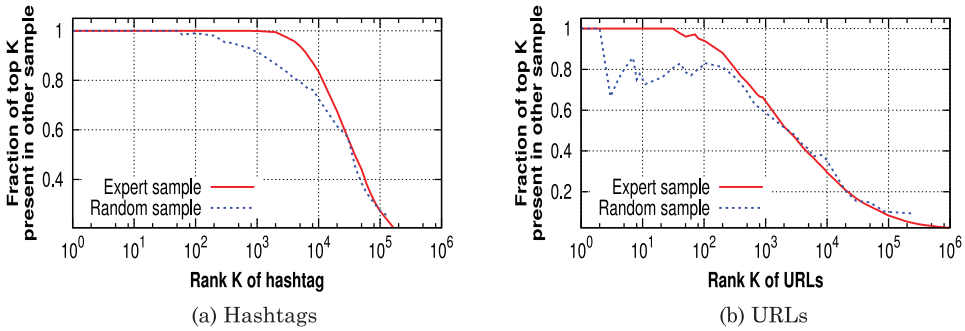 Fraction of top K
present in other sample
1
0.8
0.6
0.4
Expert sample
Random sample
10^0
10^1
10^2
10^3
10^4
10^5
10^6
Rank K of hashtag
(a) Hashtags
Fraction of top K
present in other sample
1
0.8
0.6
0.4
0.2
Expert sample
Random sample
10^0
10^1
10^2
10^3
10^4
10^5
10^6
Rank K of URLs
(b) URLs